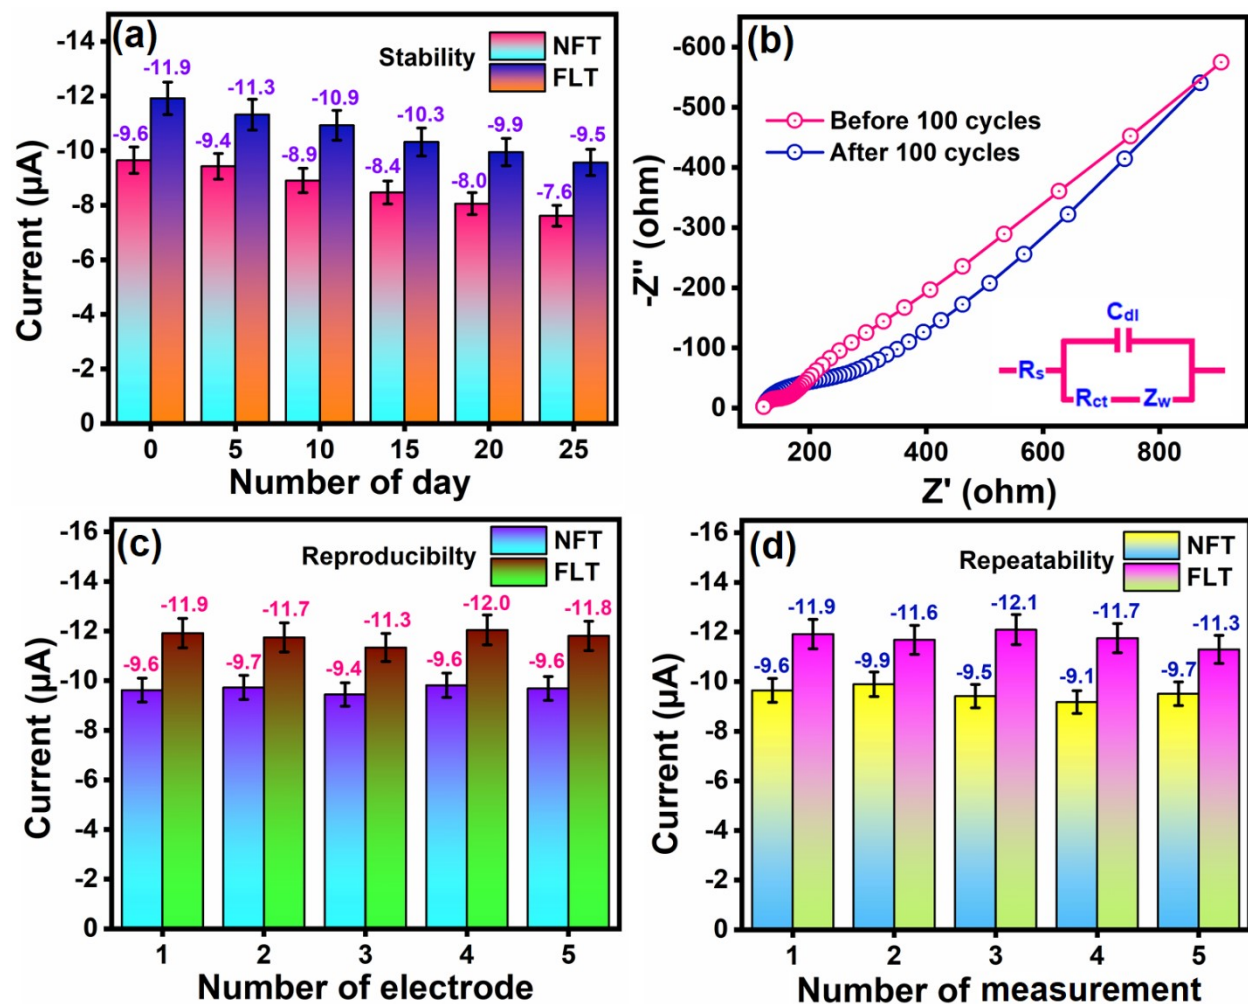 (a)
Stability
NFT
FLT
-14
-12
-10
-8
-6
-4
-2
0
-9.6
-11.9
-9.4
-11.3
-8.9
-10.9
-8.4
-10.3
-8.0
-9.9
-7.6
-9.5
0 5 10 15 20 25
Number of day
Current (µA)
(b)
Before 100 cycles
After 100 cycles
-600
-500
-400
-300
-200
-100
0
200 400 600 800
Z' (ohm)
-Z'' (ohm)
Cdl
Rs
Rct
Zw
(c)
Reproducibilty
NFT
FLT
-16
-14
-12
-10
-8
-6
-4
-2
0
-9.6
-11.9
-9.7
-11.7
-9.4
-11.3
-9.6
-12.0
-9.6
-11.8
1 2 3 4 5
Number of electrode
Current (µA)
(d)
Repeatability
NFT
FLT
-16
-14
-12
-10
-8
-6
-4
-2
0
-9.6
-11.9
-9.9
-11.6
-9.5
-12.1
-9.1
-11.7
-9.7
-11.3
1 2 3 4 5
Number of measurement
Current (µA)